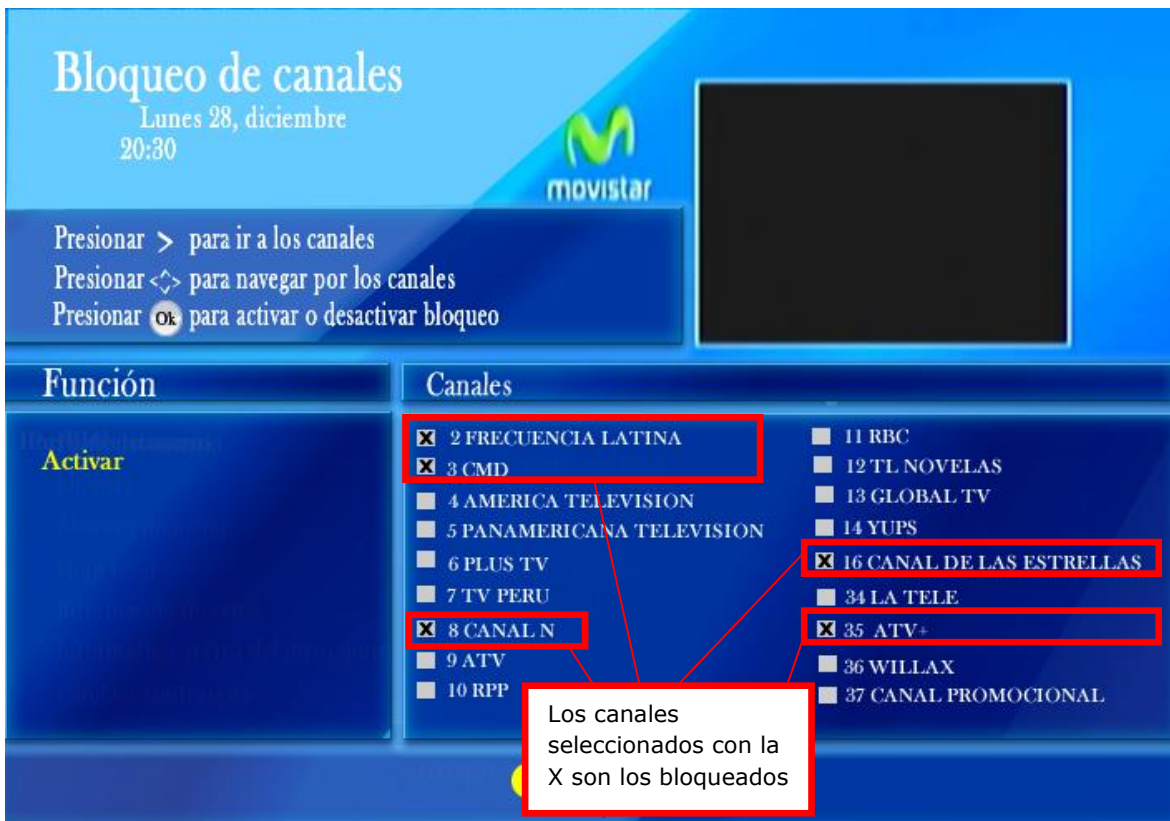 Bloqueo de canales
Lunes 28, diciembre
20:30
movistar
Presionar > para ir a los canales
Presionar <> para navegar por los canales
Presionar Ok para activar o desactivar bloqueo
Función
Canales
Activar
X 2 FRECUENCIA LATINA
X 3 CMD
4 AMERICA TELEVISION
5 PANAMERICANA TELEVISION
6 PLUS TV
7 TV PERU
X 8 CANAL N
9 ATV
10 RPP
11 RBC
12 TL NOVELAS
13 GLOBAL TV
14 YUPS
X 16 CANAL DE LAS ESTRELLAS
34 LA TELE
X 35 ATV+
36 WILLAX
37 CANAL PROMOCIONAL
Los canales
seleccionados con la
X son los bloqueados